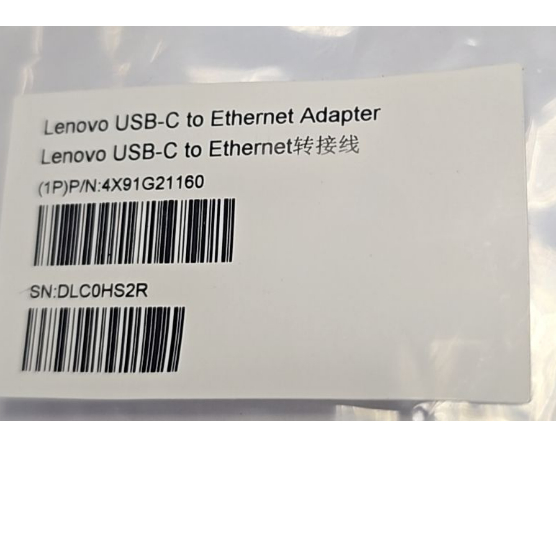 Lenovo USB-C to Ethernet Adapter
Lenovo USB-C to Ethernet转接线
(1P)P/N:4X91G21160
SN:DLC0HS2R